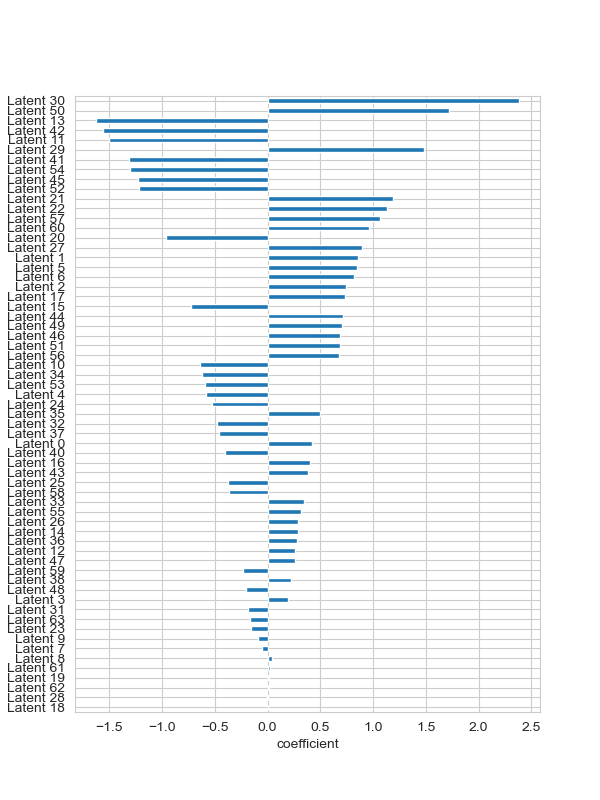 Latent 30
Latent 50
Latent 13
Latent 42
Latent 11
Latent 29
Latent 41
Latent 54
Latent 45
Latent 52
Latent 21
Latent 22
Latent 57
Latent 60
Latent 20
Latent 27
Latent 1
Latent 5
Latent 6
Latent 2
Latent 17
Latent 15
Latent 44
Latent 49
Latent 46
Latent 51
Latent 56
Latent 10
Latent 34
Latent 53
Latent 4
Latent 24
Latent 35
Latent 32
Latent 37
Latent 0
Latent 40
Latent 16
Latent 43
Latent 25
Latent 58
Latent 33
Latent 55
Latent 26
Latent 14
Latent 36
Latent 12
Latent 47
Latent 59
Latent 38
Latent 48
Latent 3
Latent 31
Latent 63
Latent 23
Latent 9
Latent 7
Latent 8
Latent 61
Latent 19
Latent 62
Latent 28
Latent 18
−1.5 −1.0 −0.5 0.0 0.5 1.0 1.5 2.0 2.5
coefficient